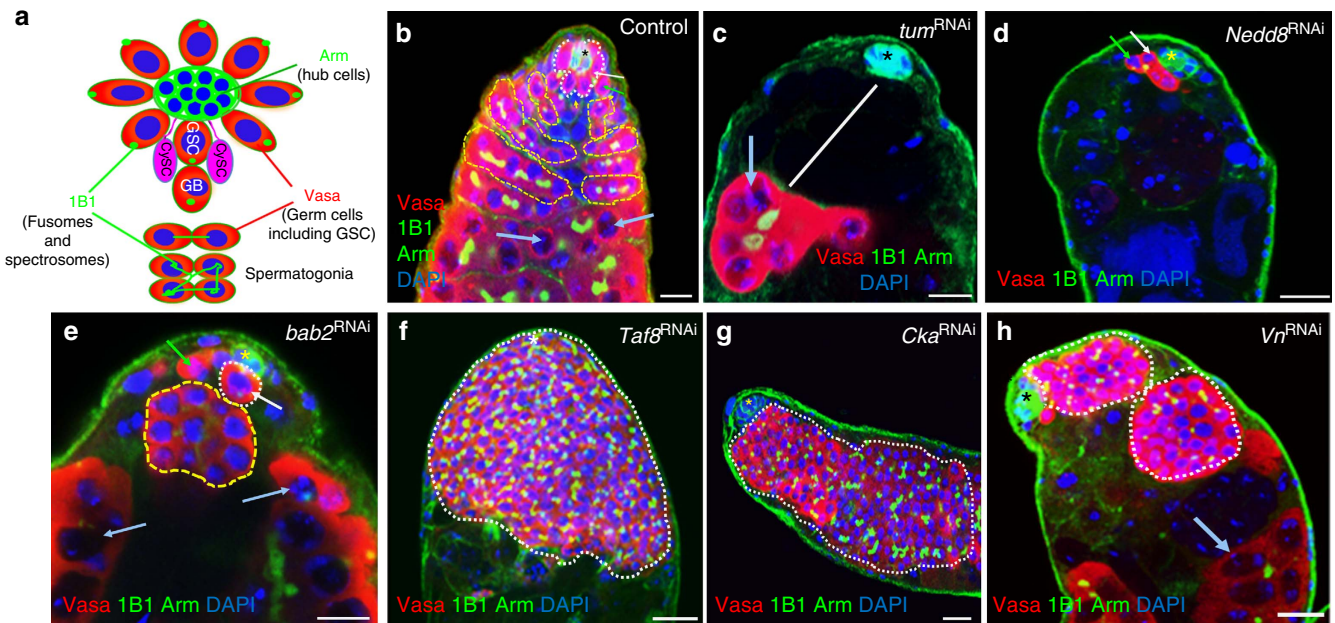 a
Arm
(hub cells)
GSC
CySC
CySC
GB
1B1
(Fusomes
and
spectrosomes)
Vasa
(Germ cells
including GSC)
Spermatogonia
b
Control
*
Vasa
1B1
Arm
DAPI
c
tumRNAi
*
Vasa 1B1 Arm
DAPI
d
Nedd8RNAi
*
Vasa 1B1 Arm DAPI
e
bab2RNAi
*
Vasa 1B1 Arm DAPI
f
Taf8RNAi
*
Vasa 1B1 Arm DAPI
g
CkaRNAi
*
Vasa 1B1 Arm DAPI
h
VnRNAi
*
Vasa 1B1 Arm DAPI